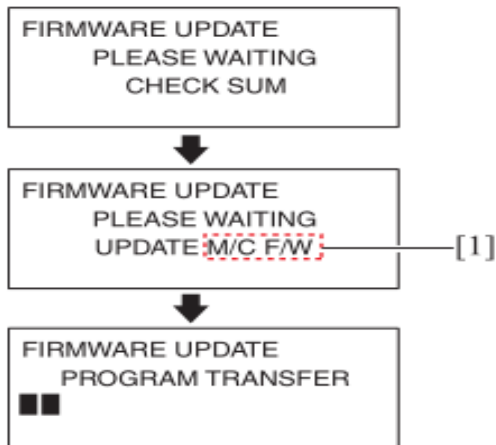 FIRMWARE UPDATE
PLEASE WAITING
CHECK SUM
FIRMWARE UPDATE
PLEASE WAITING
UPDATE M/C F/W
[1]
FIRMWARE UPDATE
PROGRAM TRANSFER